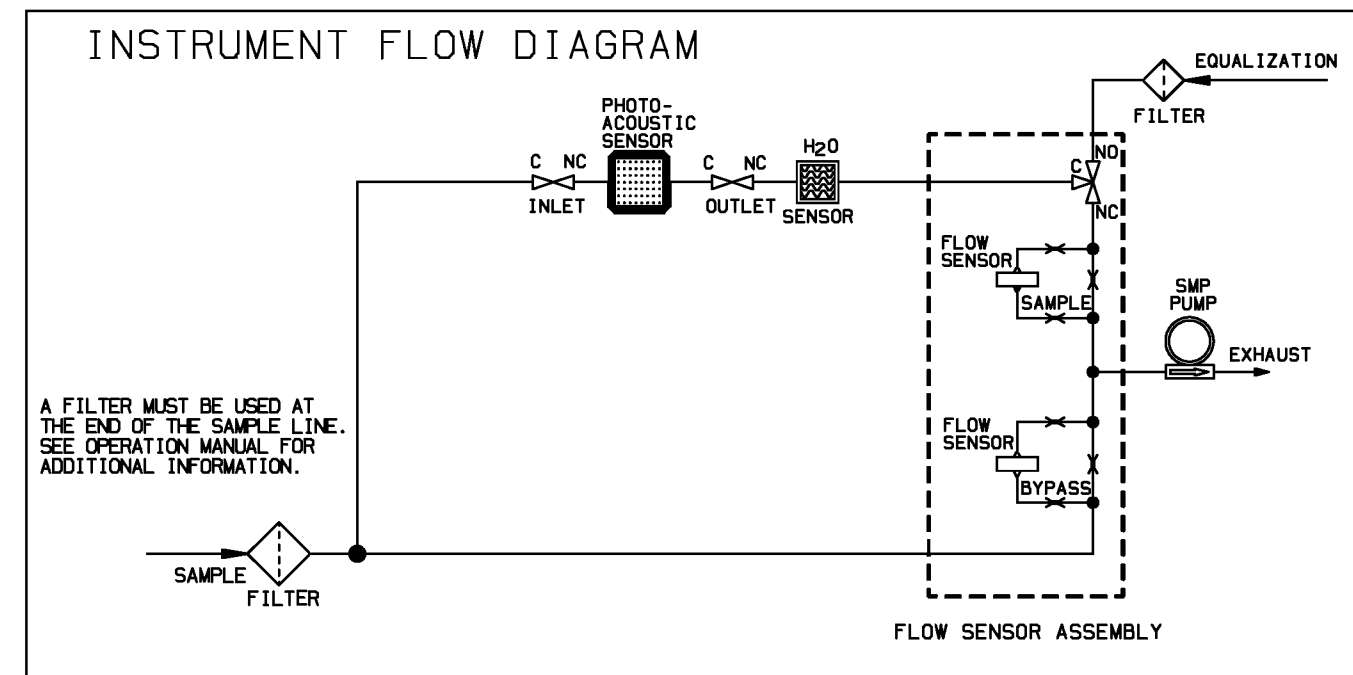 INSTRUMENT FLOW DIAGRAM
EQUALIZATION
FILTER
PHOTO-
ACOUSTIC
SENSOR
C NC
INLET
C NC
OUTLET
H2O
SENSOR
NO
C
NC
FLOW
SENSOR
SAMPLE
SMP
PUMP
EXHAUST
A FILTER MUST BE USED AT
THE END OF THE SAMPLE LINE.
SEE OPERATION MANUAL FOR
ADDITIONAL INFORMATION.
FLOW
SENSOR
BYPASS
SAMPLE
FILTER
FLOW SENSOR ASSEMBLY